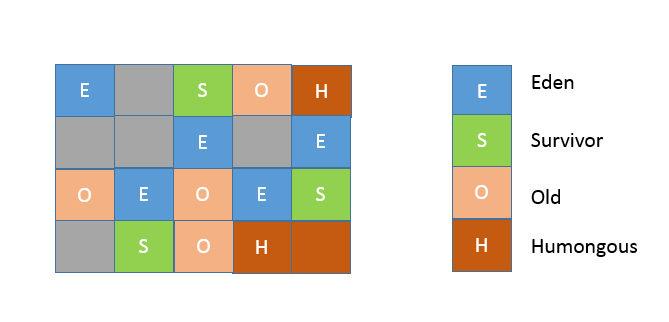 E S O H
E E
O E O E S
S O H
E Eden
S Survivor
O Old
H Humongous